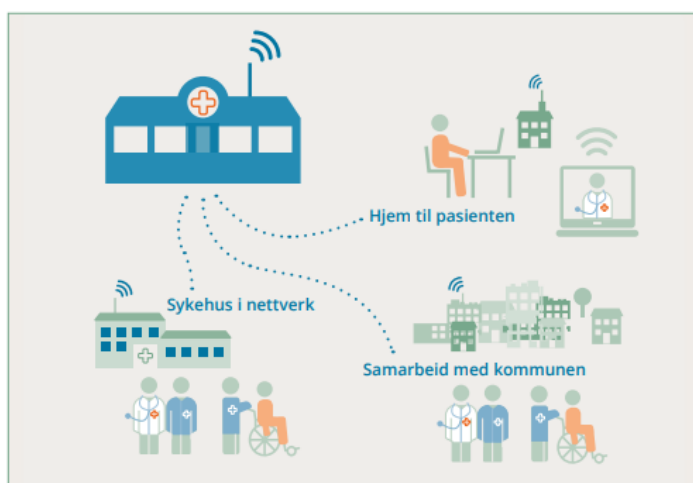 Hjem til pasienten
Sykehus i nettverk
Samarbeid med kommunen